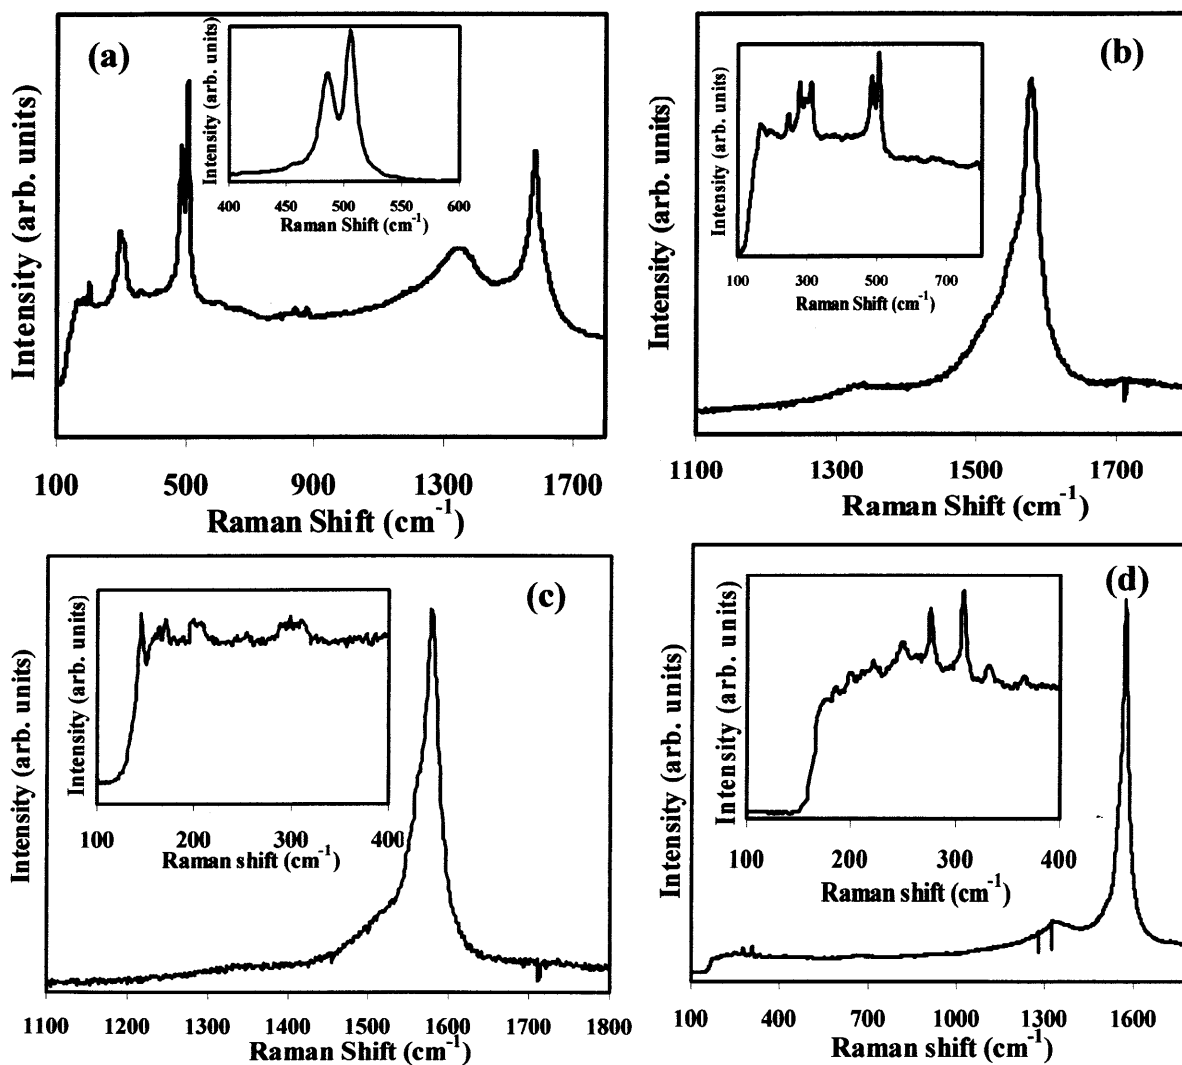 (a)
Intensity (arb. units)
Intensity (arb. units)
400 450 500 550 600
Raman Shift (cm-1)
100 500 900 1300 1700
Raman Shift (cm-1)
(b)
Intensity (arb. units)
Intensity (arb. units)
100 300 500 700
Raman Shift (cm-1)
1100 1300 1500 1700
Raman Shift (cm-1)
(c)
Intensity (arb. units)
Intensity (arb. units)
100 200 300 400
Raman shift (cm-1)
1100 1200 1300 1400 1500 1600 1700 1800
Raman Shift (cm-1)
(d)
Intensity (arb. units)
Intensity (arb. units)
100 200 300 400
Raman shift (cm-1)
100 400 700 1000 1300 1600
Raman shift (cm-1)